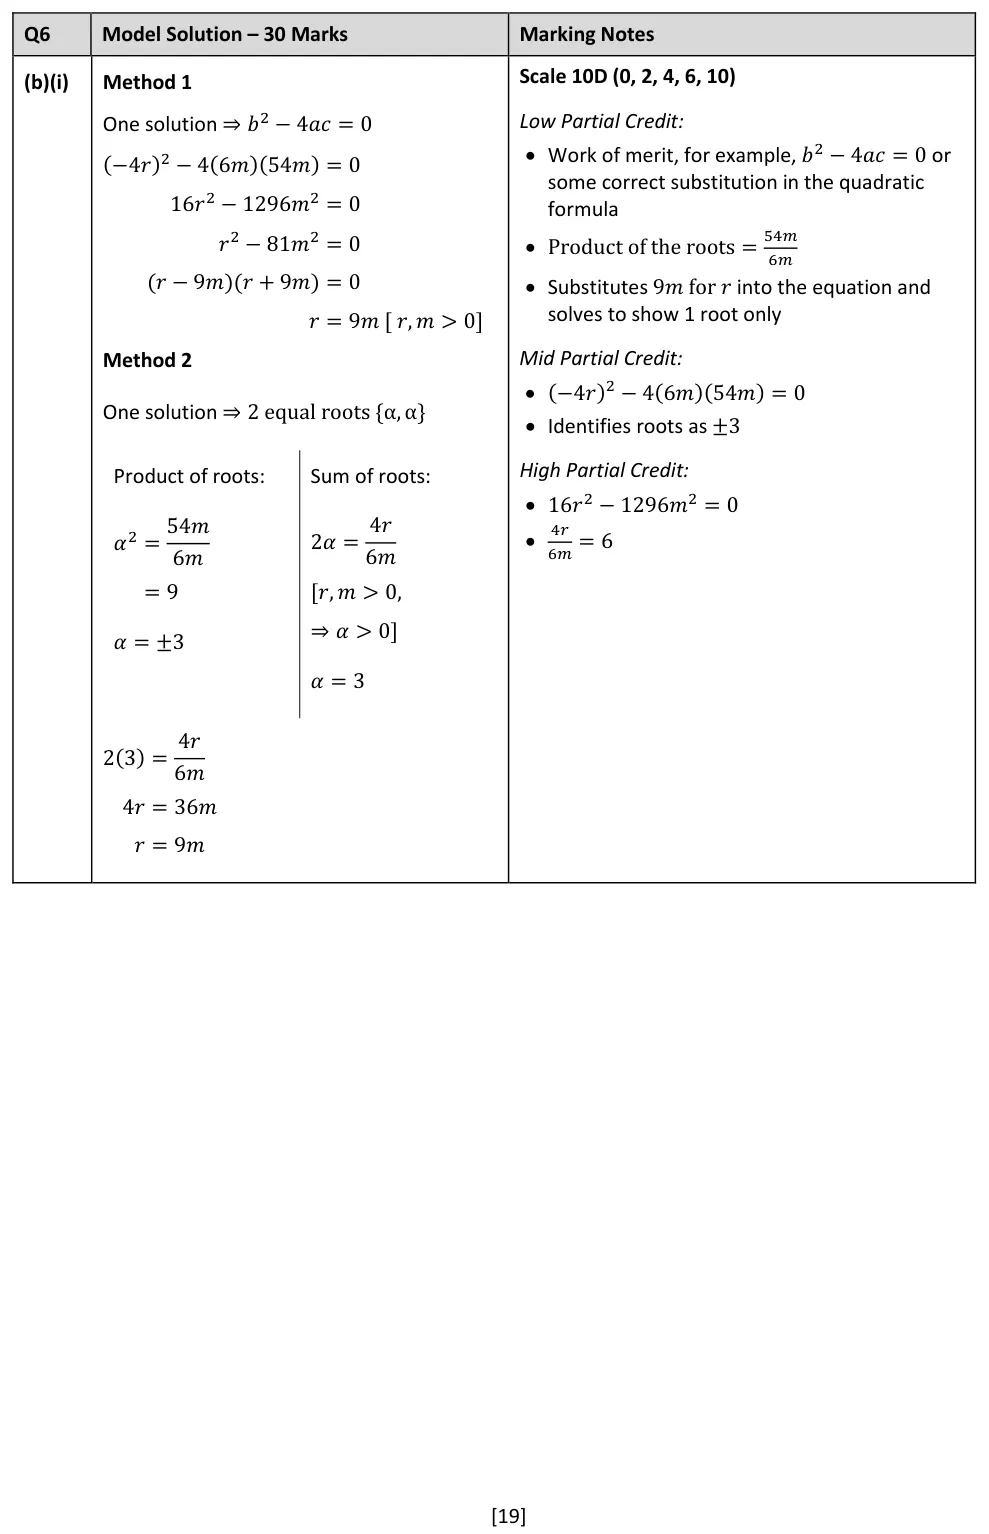 Q6 Model Solution – 30 Marks Marking Notes
(b)(i)
Method 1
One solution ⇒ b² − 4ac = 0
(−4r)² − 4(6m)(54m) = 0
16r² − 1296m² = 0
r² − 81m² = 0
(r − 9m)(r + 9m) = 0
r = 9m [ r, m > 0]
Method 2
One solution ⇒ 2 equal roots {α, α}
Product of roots:
α² = 54m/6m
= 9
α = ±3
Sum of roots:
2α = 4r/6m
[r, m > 0,
⇒ α > 0]
α = 3
2(3) = 4r/6m
4r = 36m
r = 9m
Scale 10D (0, 2, 4, 6, 10)
Low Partial Credit:
• Work of merit, for example, b² − 4ac = 0 or
some correct substitution in the quadratic
formula
• Product of the roots = 54m/6m
• Substitutes 9m for r into the equation and
solves to show 1 root only
Mid Partial Credit:
• (−4r)² − 4(6m)(54m) = 0
• Identifies roots as ±3
High Partial Credit:
• 16r² − 1296m² = 0
• 4r/6m = 6
[19]